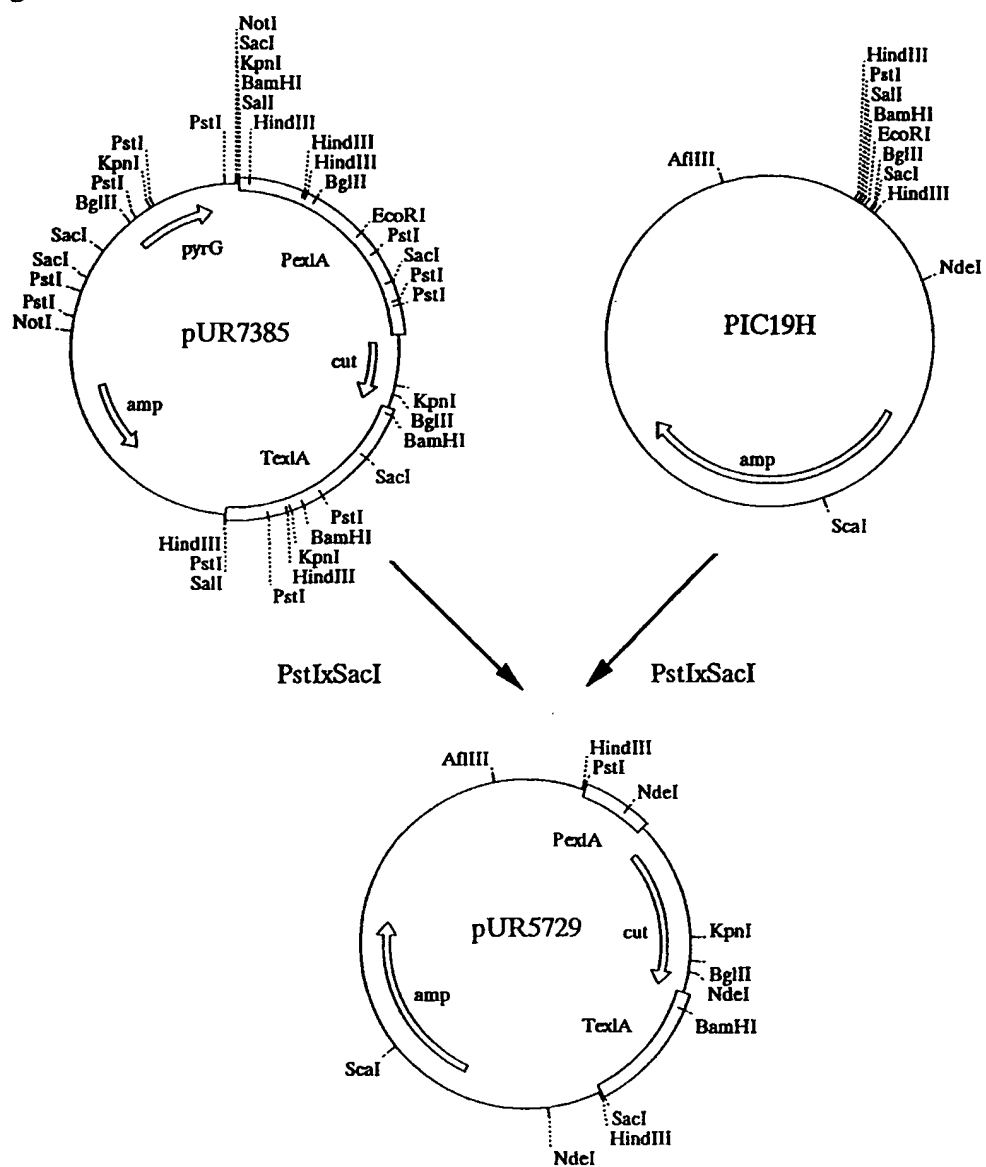 NotI
SacI
KpnI
BamHI
SalI
PstI
HindIII
PstI
KpnI
PstI
BglII
SacI
SacI
PstI
PstI
NotI
HindIII
HindIII
BglII
EcoRI
PstI
SacI
PstI
PstI
pyrG
PexlA
pUR7385
cut
amp
TexlA
KpnI
BglII
BamHI
SacI
PstI
BamHI
KpnI
HindIII
PstI
HindIII
PstI
SalI
HindIII
PstI
SalI
BamHI
EcoRI
BglII
SacI
HindIII
AflIII
NdeI
PIC19H
amp
ScaI
PstIxSacI
PstIxSacI
AflIII
HindIII
PstI
NdeI
PexlA
pUR5729
cut
KpnI
BglII
NdeI
BamHI
TexlA
amp
ScaI
SacI
HindIII
NdeI